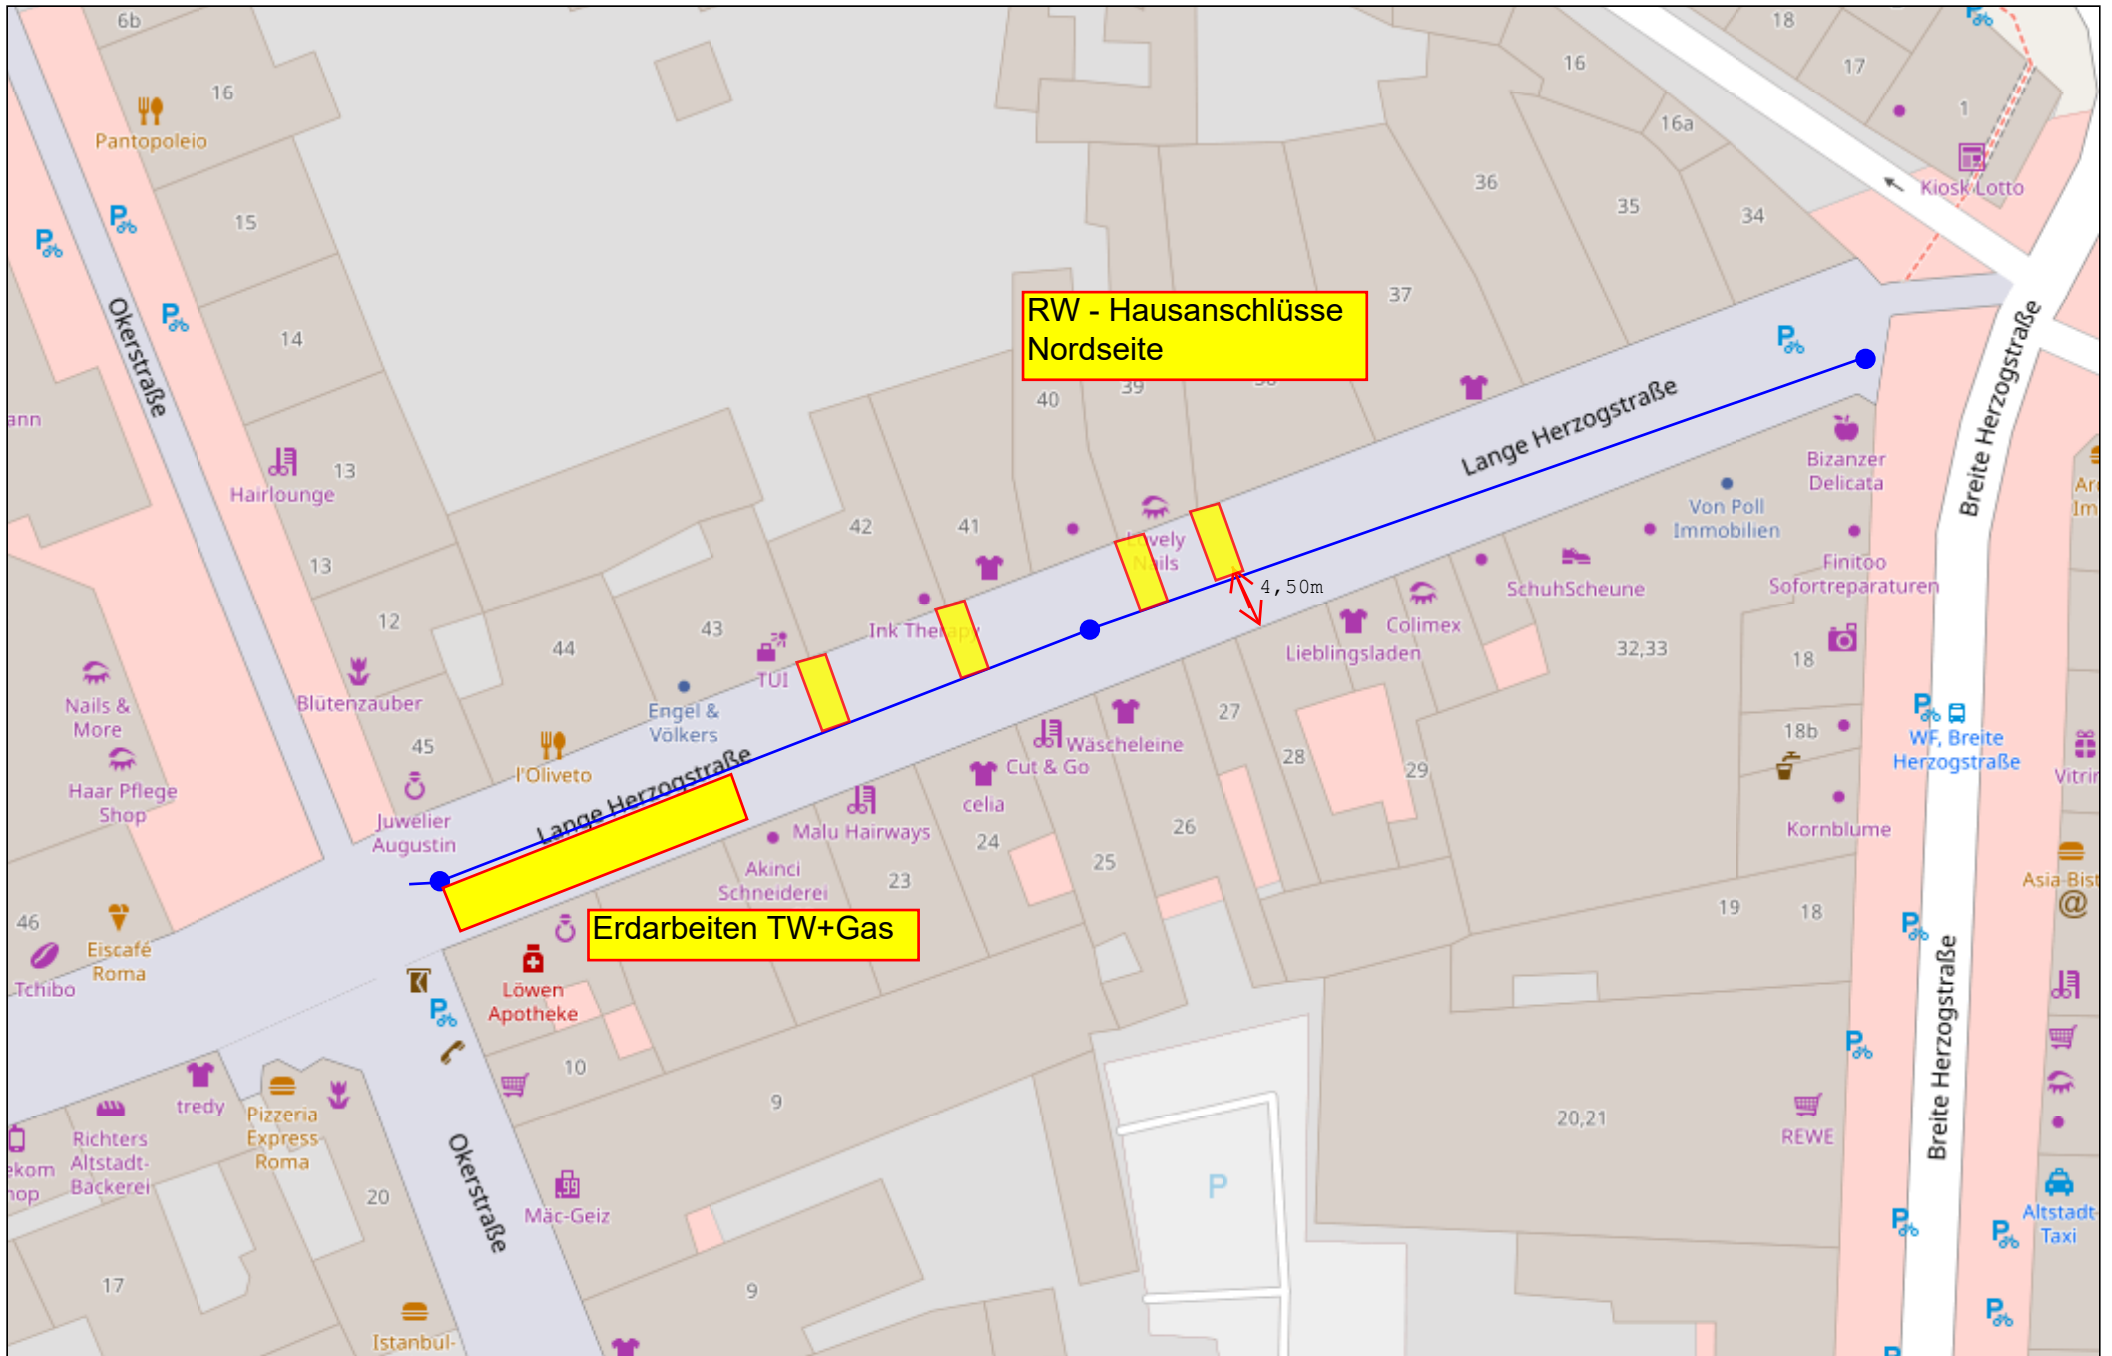 6b
16
Pantopoleio
15
14
Okerstraße
13
Hairlounge
13
12
Blütenzauber
Nails &
More
Haar Pflege
Shop
45
Juwelier
Augustin
44
43
l'Oliveto
Engel &
Völkers
TUI
42
41
Ink Therapy
40
39
RW - Hausanschlüsse
Nordseite
37
36
35
34
16
16a
18
17
1
Kiosk Lotto
Lovely
Nails
4,50m
Lange Herzogstraße
Lange Herzogstraße
Breite Herzogstraße
Bizanzer
Delicata
Von Poll
Immobilien
Finitoo
Sofortreparaturen
SchuhScheune
Colimex
Lieblingsladen
32,33
18
18b
WF, Breite
Herzogstraße
Kornblume
27
28
29
Wäscheleine
Cut & Go
celia
Malu Hairways
Akinci
Schneiderei
23
24
25
26
19
18
Erdarbeiten TW+Gas
Löwen
Apotheke
46
Eiscafé
Roma
Tchibo
tredy
Richters
Altstadt-
Bäckerei
Pizzeria
Express
Roma
20
17
Istanbul-
Okerstraße
10
9
Mäc-Geiz
9
P
20,21
REWE
Breite Herzogstraße
Asia-Bist
Altstadt-
Taxi
Vitrin
ann
ekom
hop